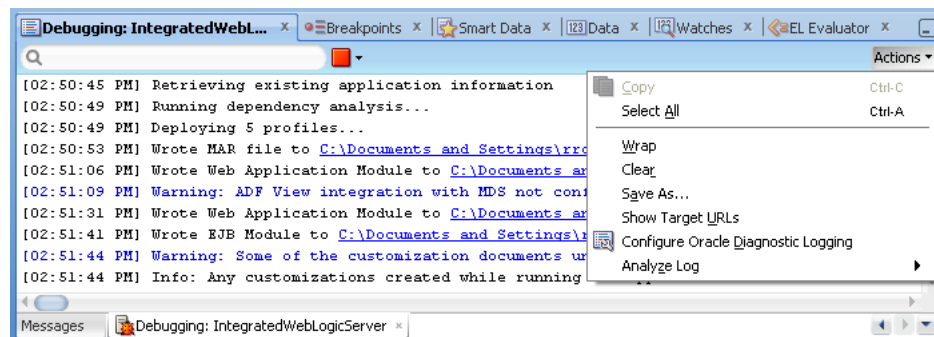 Debugging: IntegratedWebL... Breakpoints Smart Data Data Watches EL Evaluator
Actions
[02:50:45 PM] Retrieving existing application information
[02:50:49 PM] Running dependency analysis...
[02:50:49 PM] Deploying 5 profiles...
[02:50:53 PM] Wrote MAR file to C:\Documents and Settings\rr
[02:51:06 PM] Wrote Web Application Module to C:\Documents a
[02:51:09 PM] Warning: ADF View integration with MDS not con
[02:51:31 PM] Wrote Web Application Module to C:\Documents a
[02:51:41 PM] Wrote EJB Module to C:\Documents and Settings\
[02:51:44 PM] Warning: Some of the customization documents u
[02:51:44 PM] Info: Any customizations created while running
Copy Ctrl-C
Select All Ctrl-A
Wrap
Clear
Save As...
Show Target URLs
Configure Oracle Diagnostic Logging
Analyze Log
Messages Debugging: IntegratedWebLogicServer